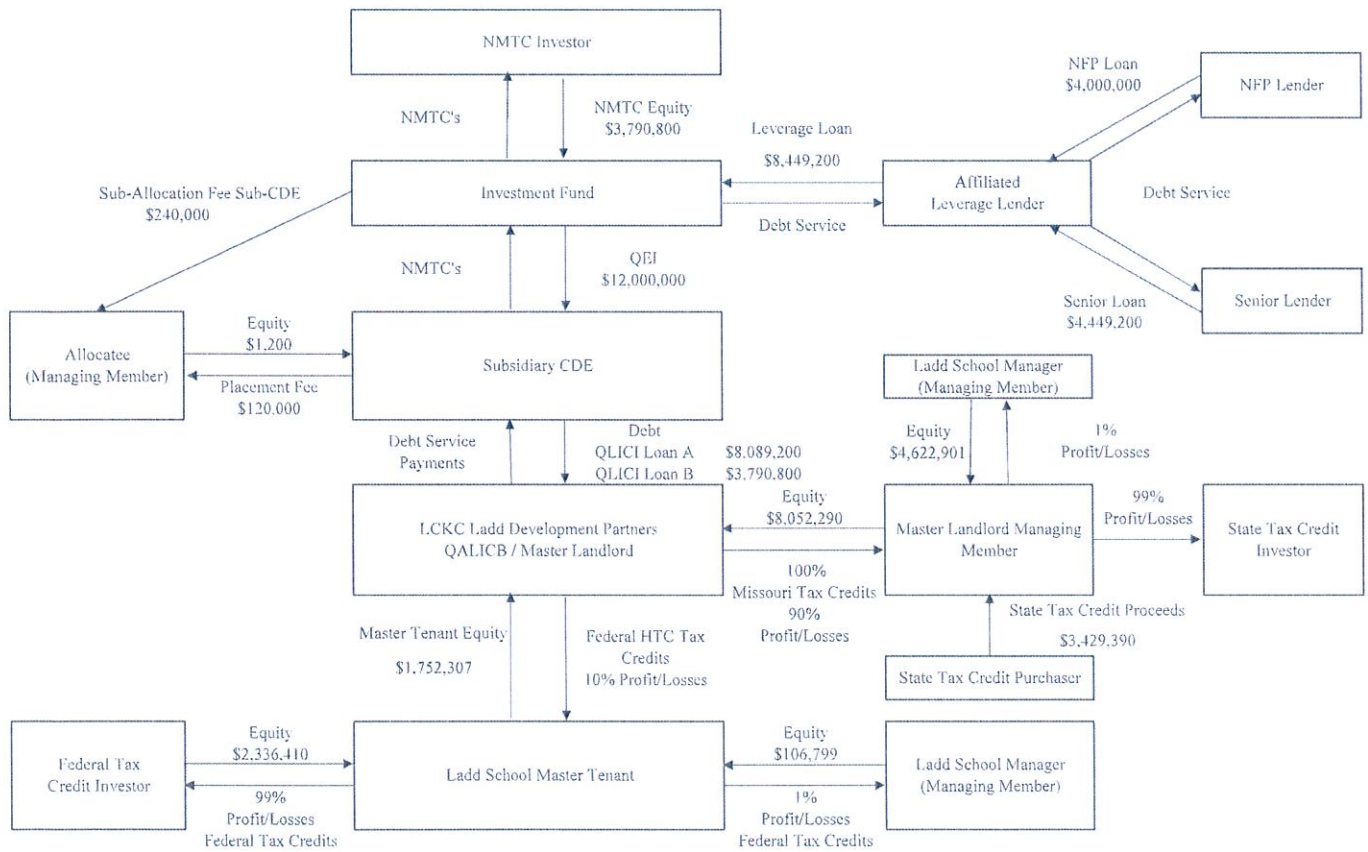 NMTC Investor
NMTC's
NMTC Equity
$3,790,800
NFP Loan
$4,000,000
NFP Lender
Leverage Loan
$8,449,200
Sub-Allocation Fee Sub-CDE
$240,000
Investment Fund
Affiliated
Leverage Lender
Debt Service
Debt Service
NMTC's
QEI
$12,000,000
Senior Loan
$4,449,200
Senior Lender
Allocatee
(Managing Member)
Equity
$1,200
Placement Fee
$120.000
Subsidiary CDE
Ladd School Manager
(Managing Member)
Debt Service
Payments
Debt
QLICI Loan A $8,089,200
QLICI Loan B $3,790,800
Equity
$4,622,901
1%
Profit/Losses
LCKC Ladd Development Partners
QALICB / Master Landlord
Equity
$8,052,290
100%
Missouri Tax Credits
90%
Profit/Losses
Master Landlord Managing
Member
99%
Profit/Losses
State Tax Credit
Investor
State Tax Credit Proceeds
$3,429,390
State Tax Credit Purchaser
Master Tenant Equity
$1,752,307
Federal HTC Tax
Credits
10% Profit/Losses
Federal Tax
Credit Investor
Equity
$2,336,410
99%
Profit/Losses
Federal Tax Credits
Ladd School Master Tenant
Equity
$106,799
1%
Profit/Losses
Federal Tax Credits
Ladd School Manager
(Managing Member)